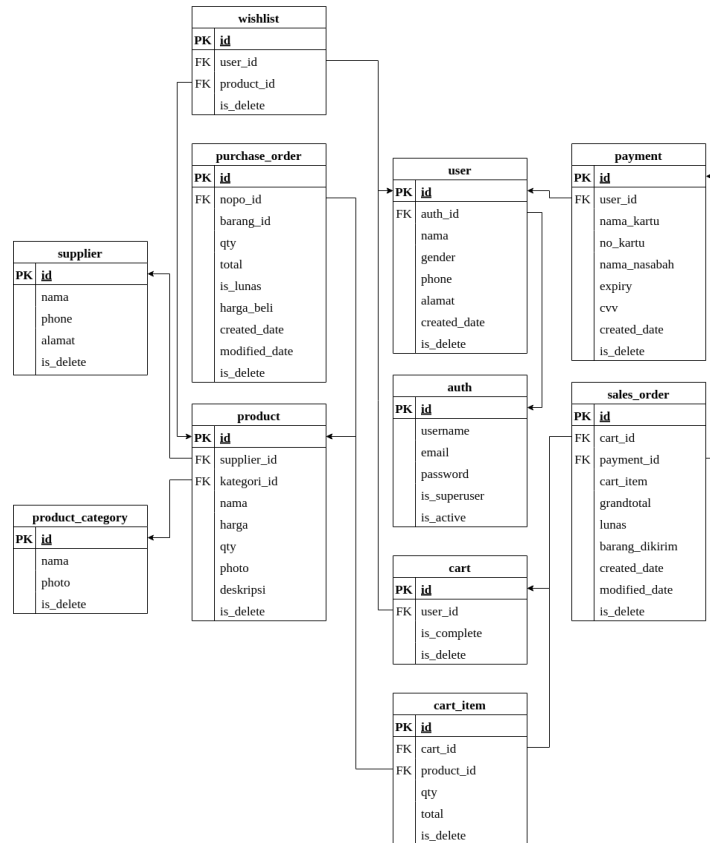 wishlist
PK id
FK user_id
FK product_id
is_delete
purchase_order
PK id
FK nopo_id
barang_id
qty
total
is_lunas
harga_beli
created_date
modified_date
is_delete
supplier
PK id
nama
phone
alamat
is_delete
product
PK id
FK supplier_id
FK kategori_id
nama
harga
qty
photo
deskripsi
is_delete
product_category
PK id
nama
photo
is_delete
user
PK id
FK auth_id
nama
gender
phone
alamat
created_date
is_delete
auth
PK id
username
email
password
is_superuser
is_active
cart
PK id
FK user_id
is_complete
is_delete
cart_item
PK id
FK cart_id
FK product_id
qty
total
is_delete
payment
PK id
FK user_id
nama_kartu
no_kartu
nama_nasabah
expiry
cvv
created_date
is_delete
sales_order
PK id
FK cart_id
FK payment_id
cart_item
grandtotal
lunas
barang_dikirim
created_date
modified_date
is_delete